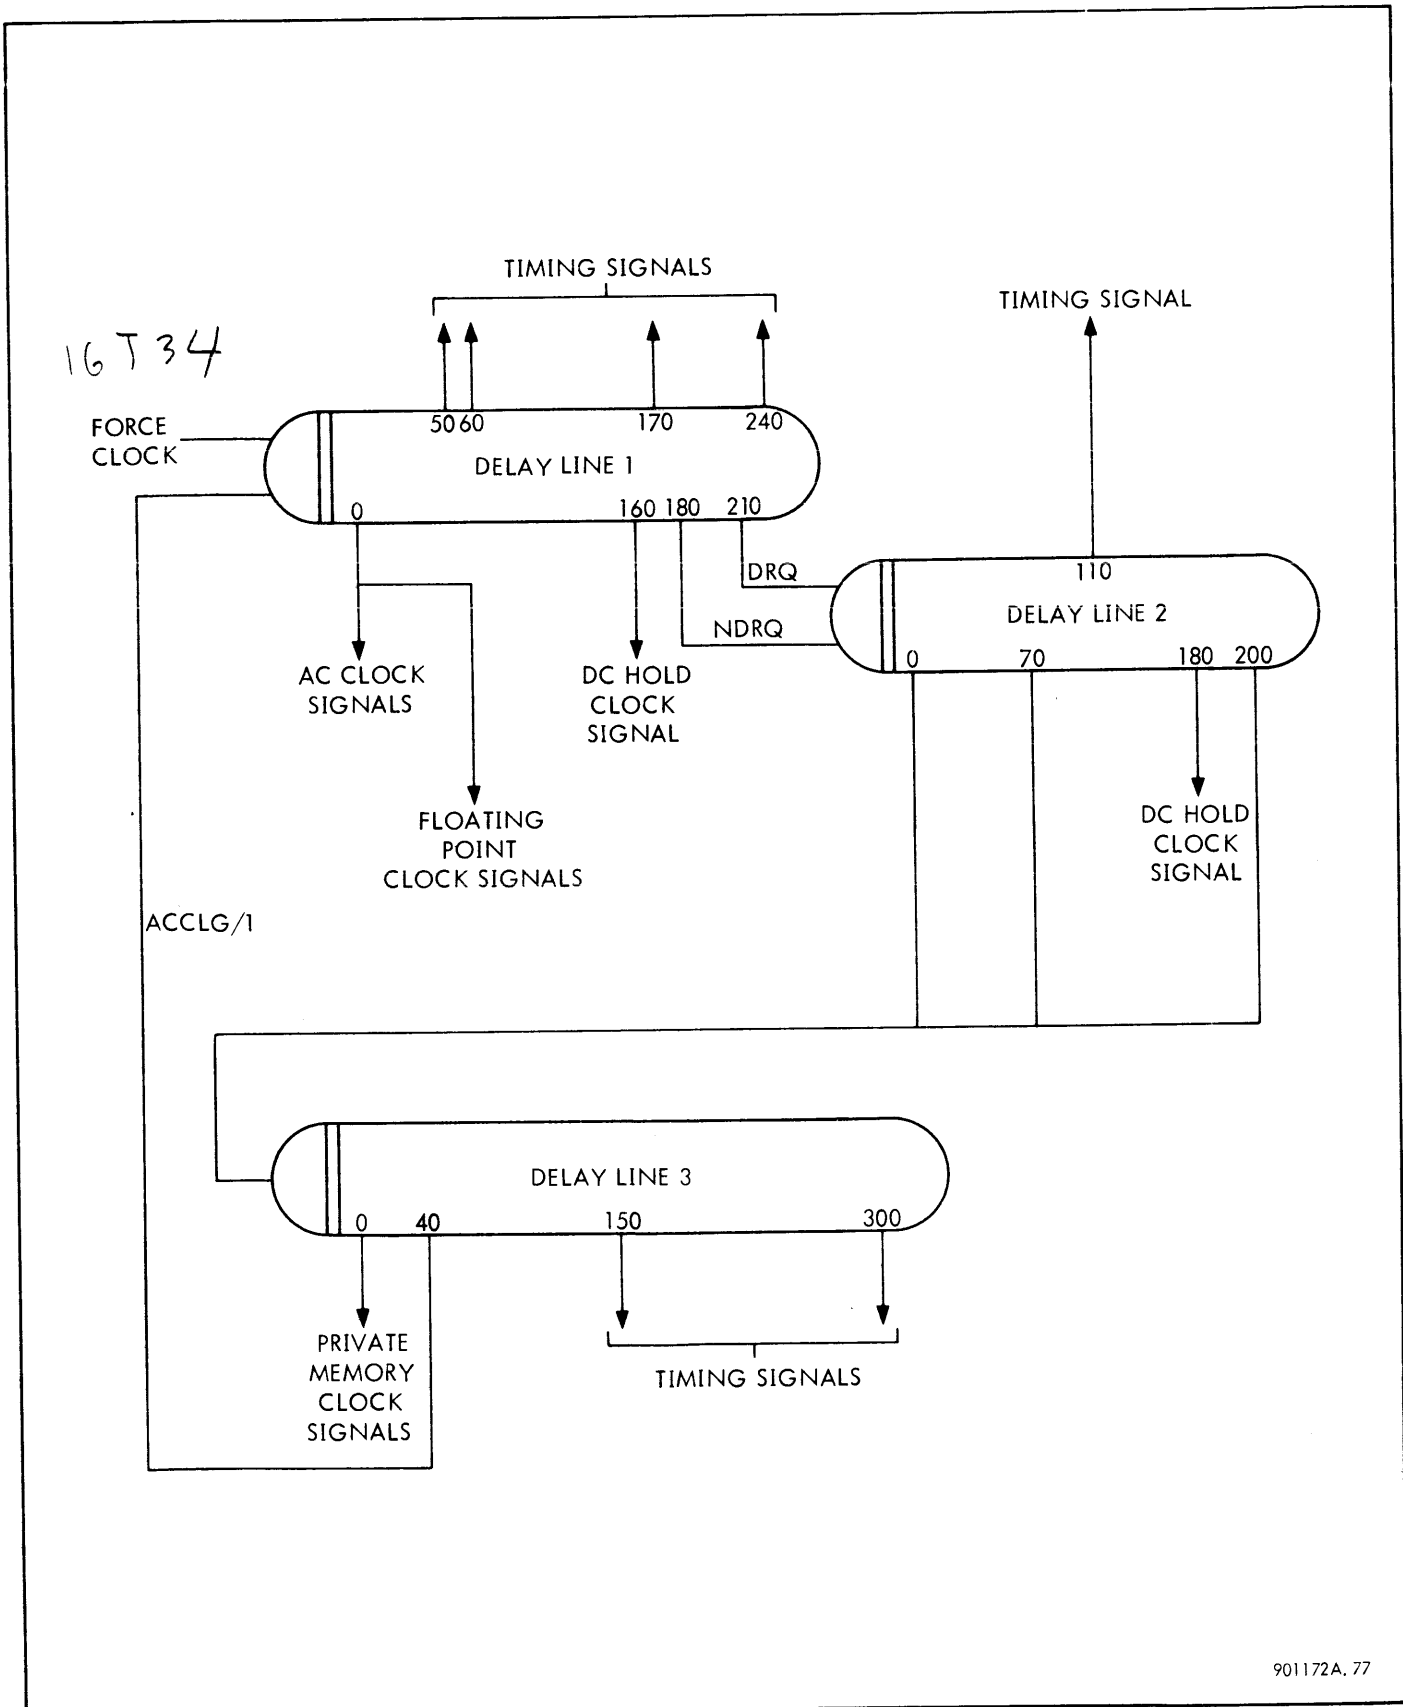 TIMING SIGNALS
TIMING SIGNAL
16 T 34
FORCE
CLOCK
50 60 170 240
DELAY LINE 1
0 160 180 210
DRQ
NDRQ
110
DELAY LINE 2
0 70 180 200
AC CLOCK
SIGNALS
DC HOLD
CLOCK
SIGNAL
FLOATING
POINT
CLOCK SIGNALS
DC HOLD
CLOCK
SIGNAL
ACCLG/1
DELAY LINE 3
0 40 150 300
PRIVATE
MEMORY
CLOCK
SIGNALS
TIMING SIGNALS
901172A. 77